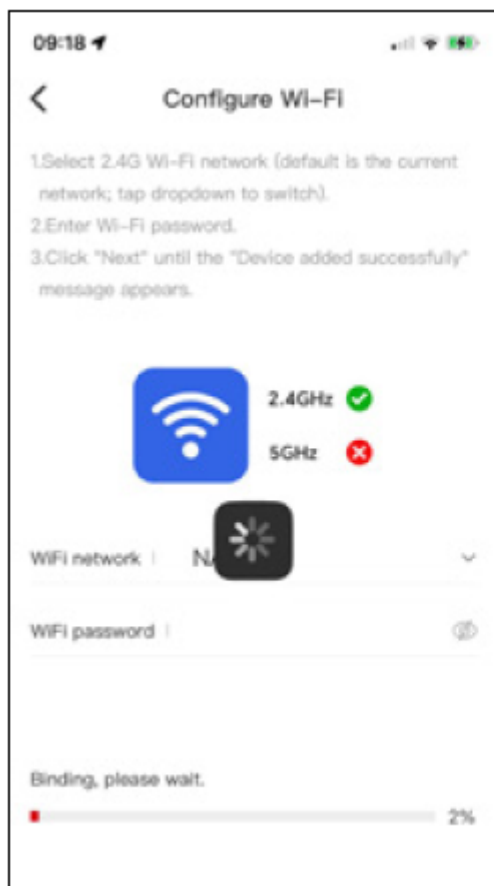 09:18
Configure Wi-Fi
1.Select 2.4G Wi-Fi network (default is the current
network; tap dropdown to switch).
2.Enter Wi-Fi password.
3.Click "Next" until the "Device added successfully"
message appears.
2.4GHz
5GHz
WiFi network
WiFi password
Binding, please wait.
2%